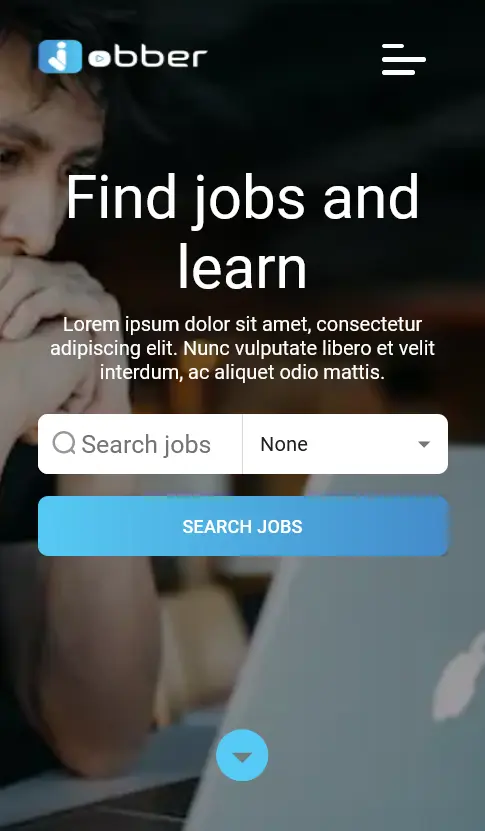 jobber
Find jobs and
learn
Lorem ipsum dolor sit amet, consectetur
adipiscing elit. Nunc vulputate libero et velit
interdum, ac aliquet odio mattis.
Search jobs
None
SEARCH JOBS